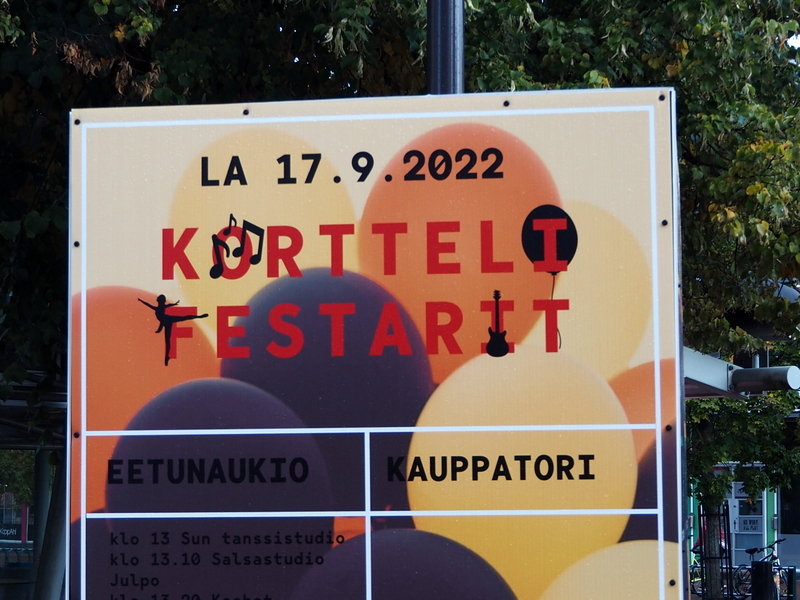 LA 17.9.2022
KORTTELI
FESTARIT
EETUNAUKIO
KAUPPATORI
klo 13 Sun tanssistudio
klo 13.10 Salsastudio
Julpo